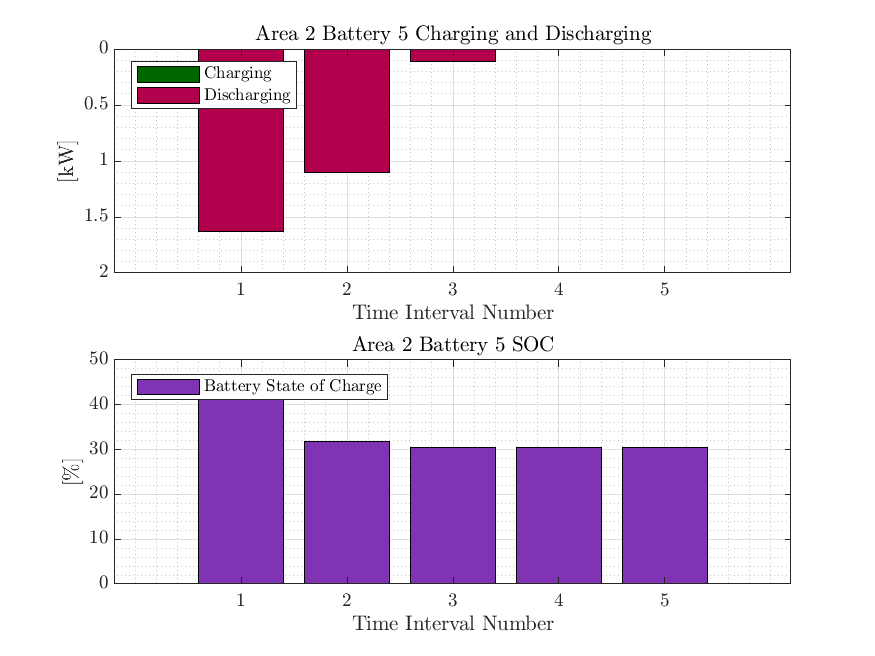 Area 2 Battery 5 Charging and Discharging
0
Charging
Discharging
0.5
1
1.5
2
[kW]
1 2 3 4 5
Time Interval Number
Area 2 Battery 5 SOC
50
Battery State of Charge
40
30
20
10
0
[%]
1 2 3 4 5
Time Interval Number